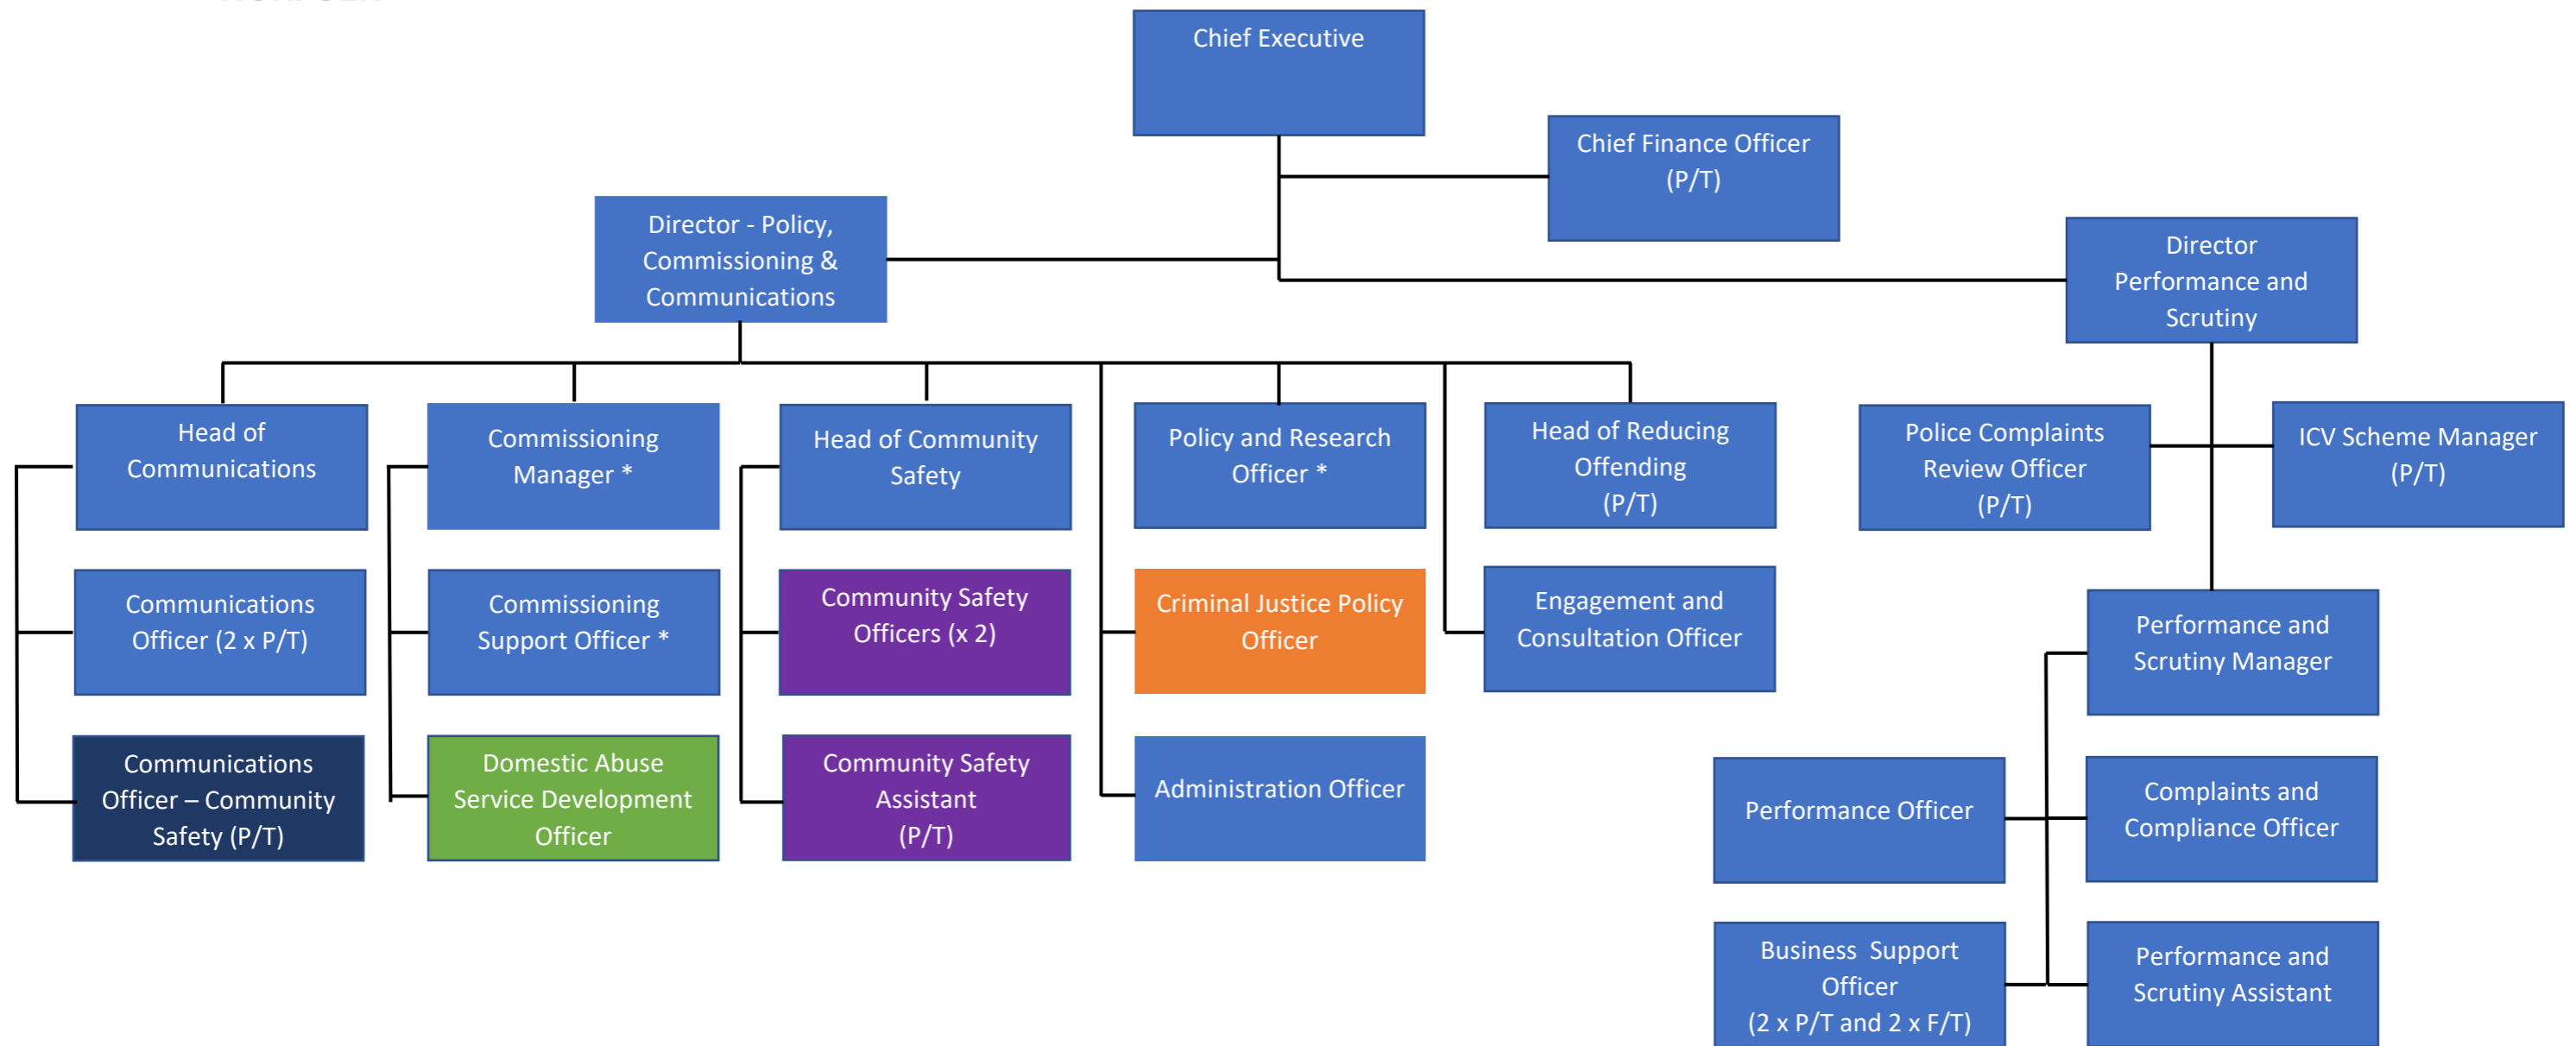 Chief Executive
Chief Finance Officer
(P/T)
Director - Policy,
Commissioning &
Communications
Director
Performance and
Scrutiny
Head of
Communications
Commissioning
Manager *
Head of Community
Safety
Policy and Research
Officer *
Head of Reducing
Offending
(P/T)
Police Complaints
Review Officer
(P/T)
ICV Scheme Manager
(P/T)
Communications
Officer (2 x P/T)
Commissioning
Support Officer *
Community Safety
Officers (x 2)
Criminal Justice Policy
Officer
Engagement and
Consultation Officer
Performance and
Scrutiny Manager
Communications
Officer – Community
Safety (P/T)
Domestic Abuse
Service Development
Officer
Community Safety
Assistant
(P/T)
Administration Officer
Performance Officer
Complaints and
Compliance Officer
Business  Support
Officer
(2 x P/T and 2 x F/T)
Performance and
Scrutiny Assistant